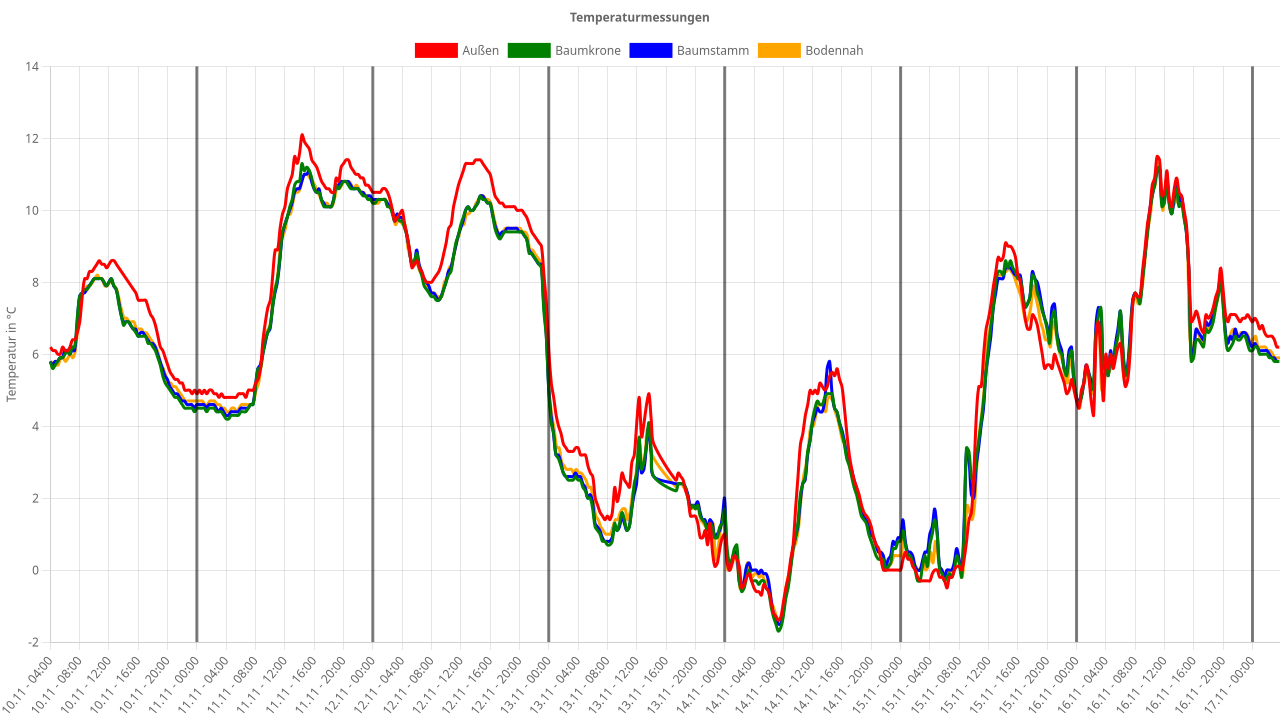 Temperaturmessungen
Außen Baumkrone Baumstamm Bodennah
Temperatur in °C
14
12
10
8
6
4
2
0
-2
10.11 - 04:00
10.11 - 08:00
10.11 - 12:00
10.11 - 16:00
10.11 - 20:00
11.11 - 00:00
11.11 - 04:00
11.11 - 08:00
11.11 - 12:00
11.11 - 16:00
11.11 - 20:00
12.11 - 00:00
12.11 - 04:00
12.11 - 08:00
12.11 - 12:00
12.11 - 16:00
12.11 - 20:00
13.11 - 00:00
13.11 - 04:00
13.11 - 08:00
13.11 - 12:00
13.11 - 16:00
13.11 - 20:00
14.11 - 00:00
14.11 - 04:00
14.11 - 08:00
14.11 - 12:00
14.11 - 16:00
14.11 - 20:00
15.11 - 00:00
15.11 - 04:00
15.11 - 08:00
15.11 - 12:00
15.11 - 16:00
15.11 - 20:00
16.11 - 00:00
16.11 - 04:00
16.11 - 08:00
16.11 - 12:00
16.11 - 16:00
16.11 - 20:00
17.11 - 00:00